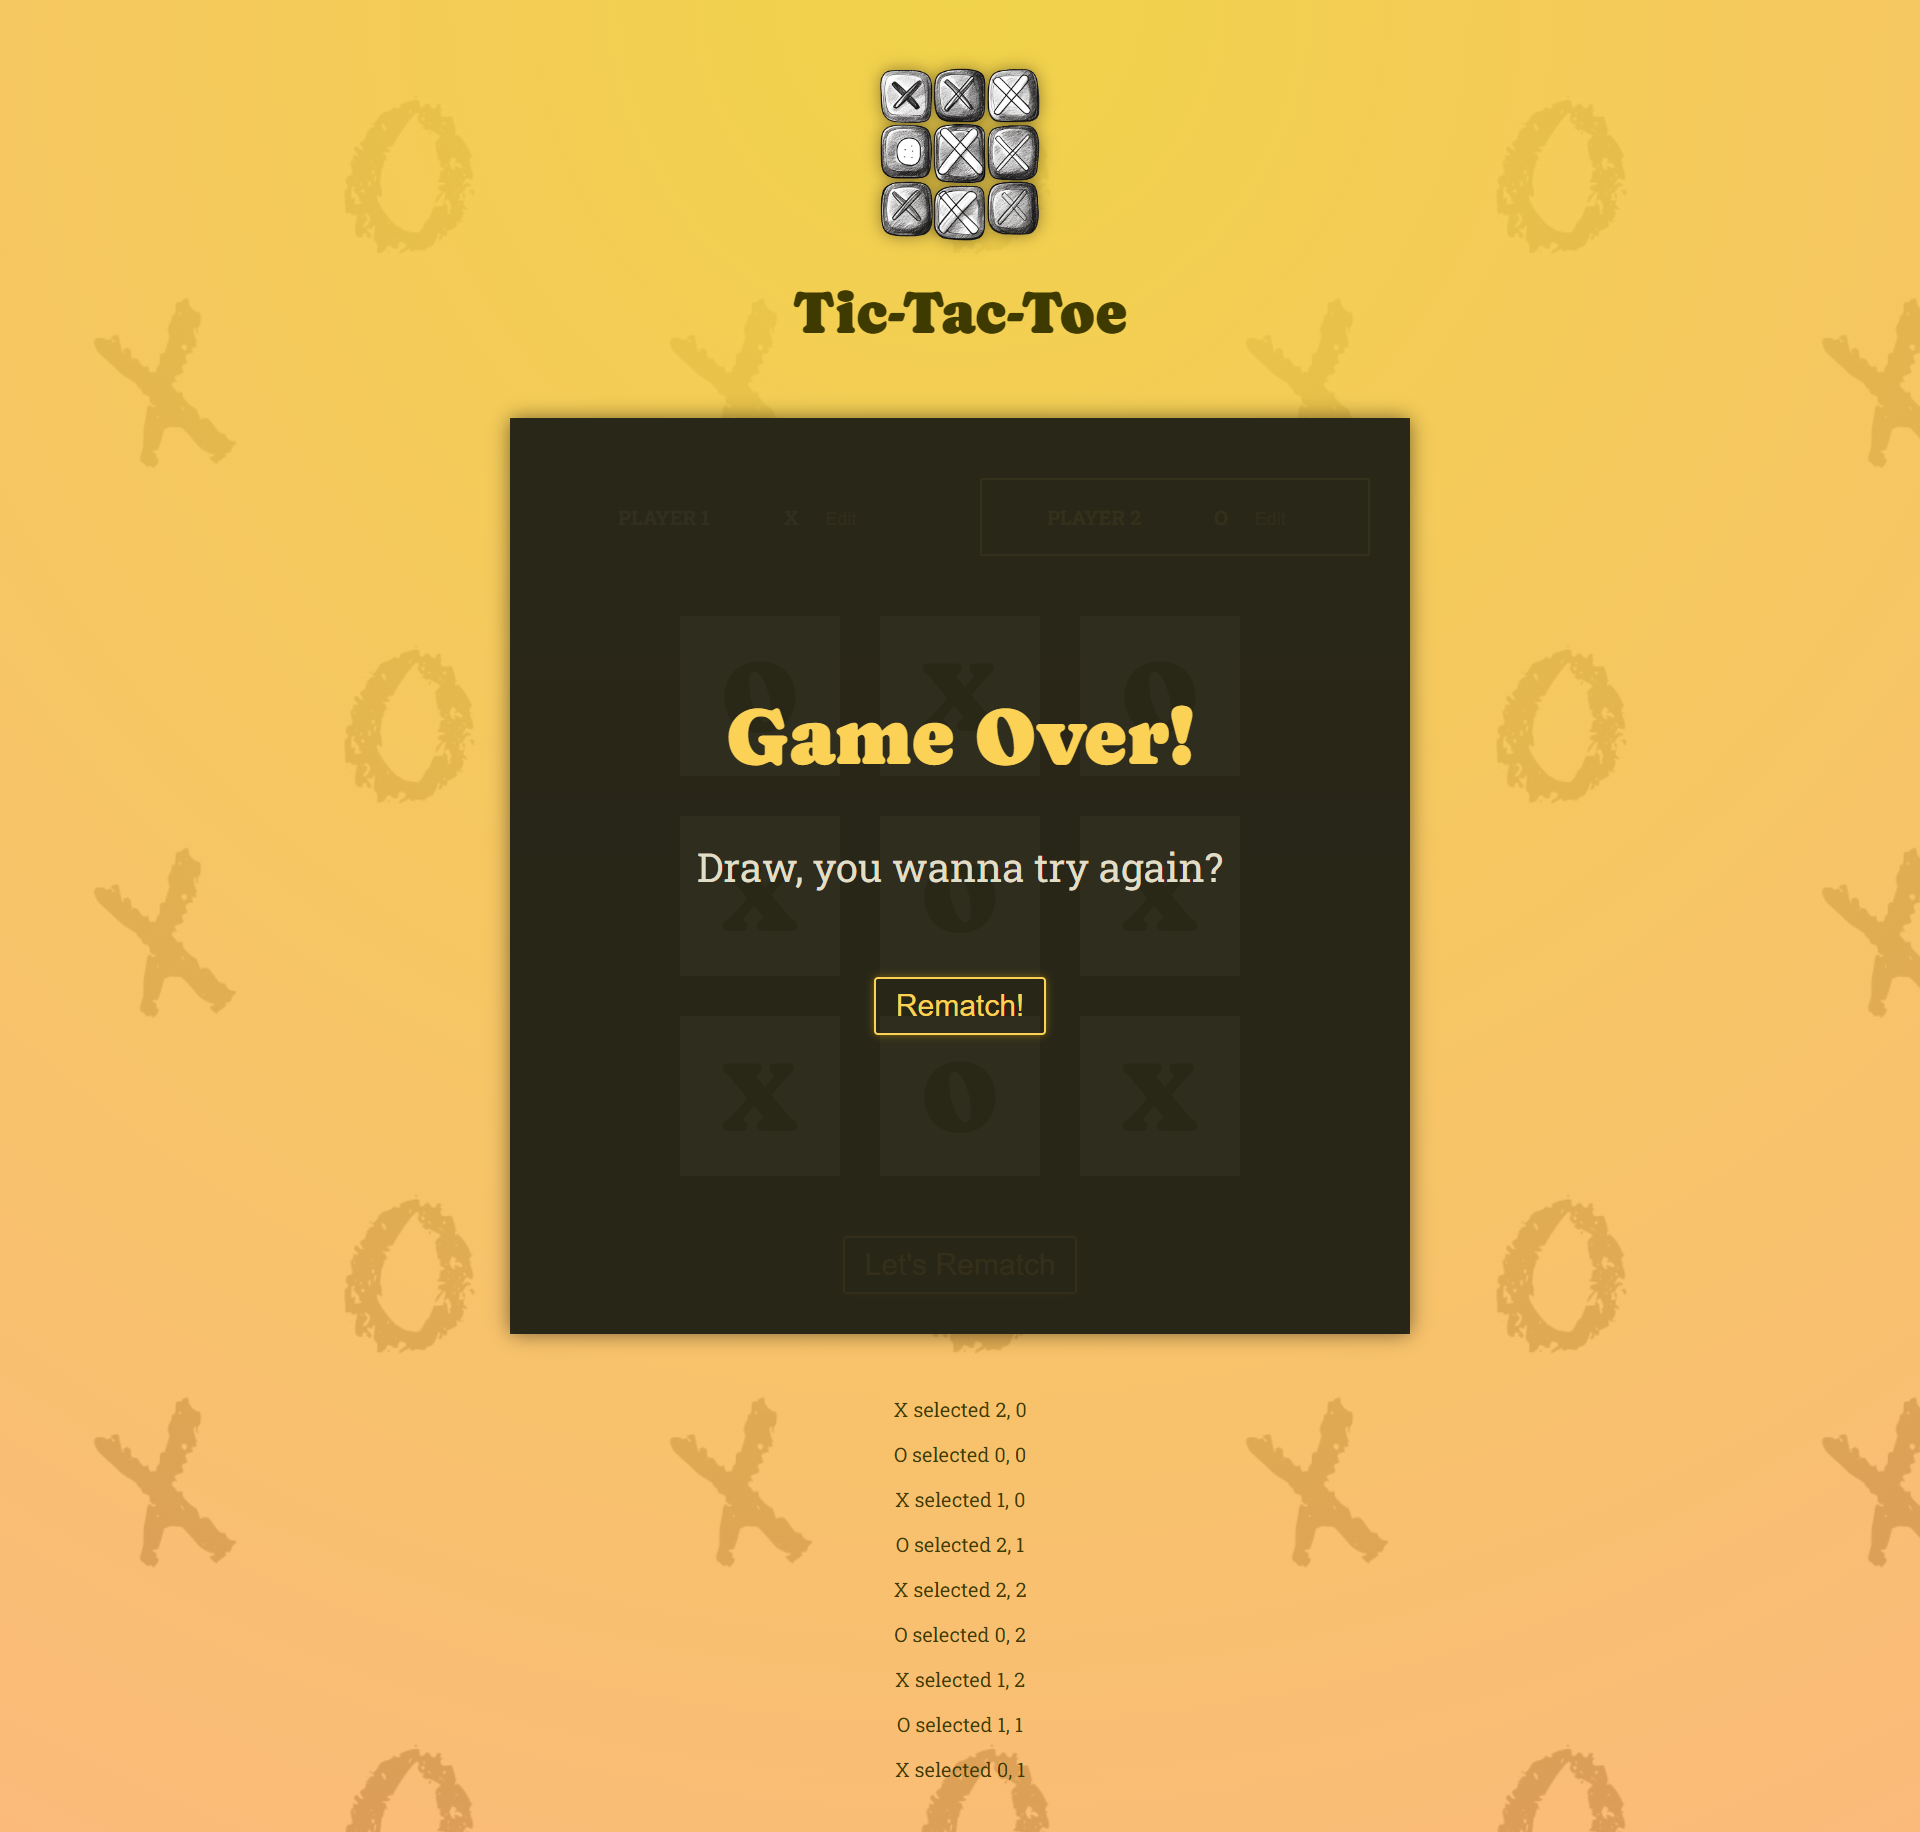 Tic-Tac-Toe
PLAYER 1 X Edit PLAYER 2 O Edit
O X O
Game Over!
X O X
Draw, you wanna try again?
Rematch!
X O X
Let's Rematch
X selected 2, 0
O selected 0, 0
X selected 1, 0
O selected 2, 1
X selected 2, 2
O selected 0, 2
X selected 1, 2
O selected 1, 1
X selected 0, 1